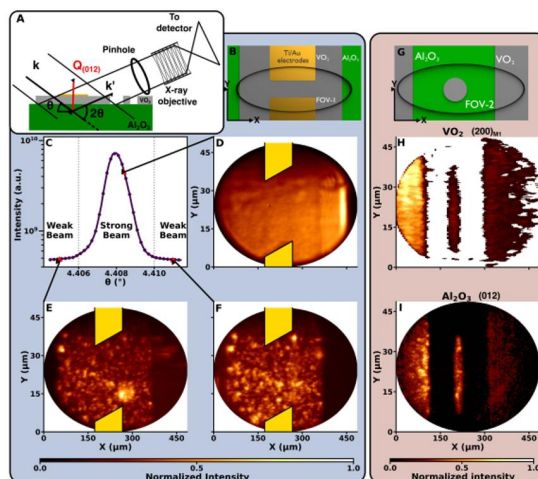 A
To
detector
Pinhole
X-ray
objective
k
Q(012)
k'
θ
2θ
VO₂
Al₂O₃
B
Ti/Au
electrodes
VO₂
Al₂O₃
Y
X
FOV-1
G
Al₂O₃
VO₂
Y
X
FOV-2
C
10¹⁰
10⁹
Intensity (a.u.)
Weak
Beam
Strong
Beam
Weak
Beam
4.406 4.408 4.410
θ (°)
D
45
30
15
0
Y (μm)
H
VO₂ (200)M1
45
30
15
0
Y (μm)
E
45
30
15
0
Y (μm)
0 150 300 450
X (μm)
F
45
30
15
0
Y (μm)
0 150 300 450
X (μm)
I
Al₂O₃ (012)
45
30
15
0
Y (μm)
0 150 300 450
X (μm)
0.0 0.5 1.0
Normalized Intensity
0.0 0.5 1.0
Normalized intensity